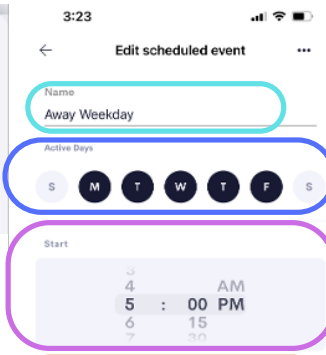 3:23
Edit scheduled event
Name
Away Weekday
Active Days
S M T W T F S
Start
3
4 AM
5 : 00 PM
6 15
7 30